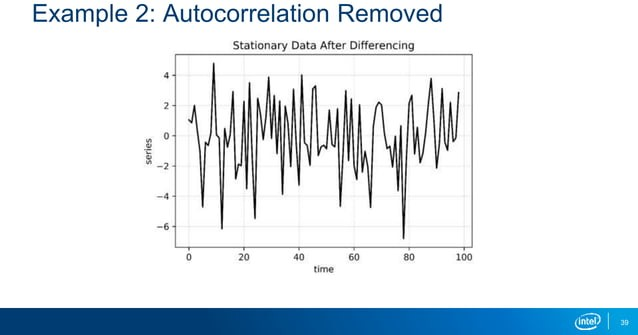 Example 2: Autocorrelation Removed
Stationary Data After Differencing
series
4
2
0
−2
−4
−6
0 20 40 60 80 100
time
intel
39